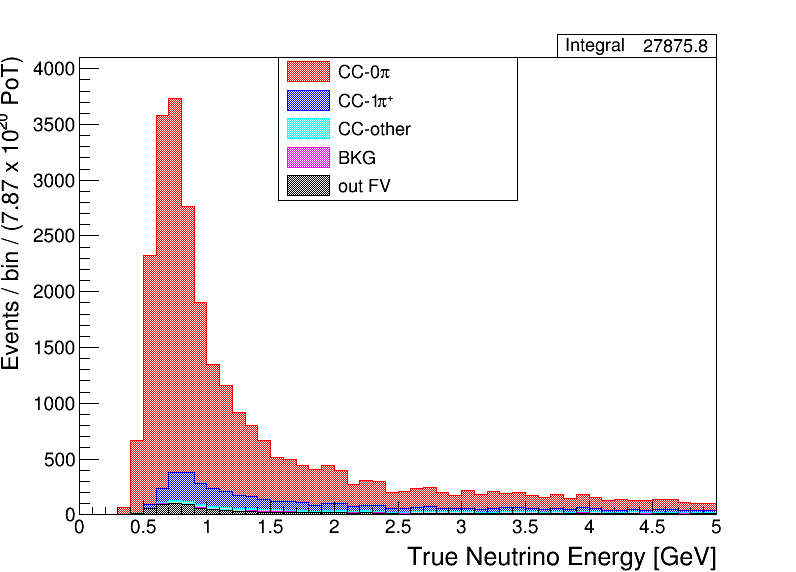 Integral 27875.8
Events / bin / (7.87 x 10²⁰ PoT)
4000
3500
3000
2500
2000
1500
1000
500
0
CC-0π
CC-1π⁺
CC-other
BKG
out FV
0 0.5 1 1.5 2 2.5 3 3.5 4 4.5 5
True Neutrino Energy [GeV]